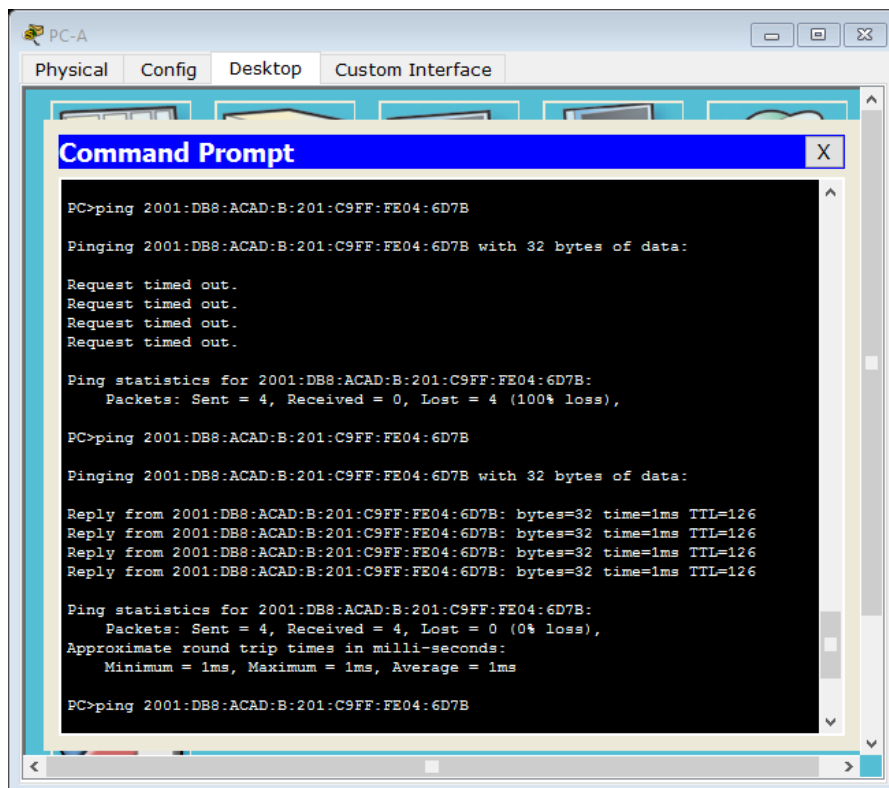 PC-A
Physical Config Desktop Custom Interface
Command Prompt
X
PC>ping 2001:DB8:ACAD:B:201:C9FF:FE04:6D7B
Pinging 2001:DB8:ACAD:B:201:C9FF:FE04:6D7B with 32 bytes of data:
Request timed out.
Request timed out.
Request timed out.
Request timed out.
Ping statistics for 2001:DB8:ACAD:B:201:C9FF:FE04:6D7B:
Packets: Sent = 4, Received = 0, Lost = 4 (100% loss),
PC>ping 2001:DB8:ACAD:B:201:C9FF:FE04:6D7B
Pinging 2001:DB8:ACAD:B:201:C9FF:FE04:6D7B with 32 bytes of data:
Reply from 2001:DB8:ACAD:B:201:C9FF:FE04:6D7B: bytes=32 time=1ms TTL=126
Reply from 2001:DB8:ACAD:B:201:C9FF:FE04:6D7B: bytes=32 time=1ms TTL=126
Reply from 2001:DB8:ACAD:B:201:C9FF:FE04:6D7B: bytes=32 time=1ms TTL=126
Reply from 2001:DB8:ACAD:B:201:C9FF:FE04:6D7B: bytes=32 time=1ms TTL=126
Ping statistics for 2001:DB8:ACAD:B:201:C9FF:FE04:6D7B:
Packets: Sent = 4, Received = 4, Lost = 0 (0% loss),
Approximate round trip times in milli-seconds:
Minimum = 1ms, Maximum = 1ms, Average = 1ms
PC>ping 2001:DB8:ACAD:B:201:C9FF:FE04:6D7B